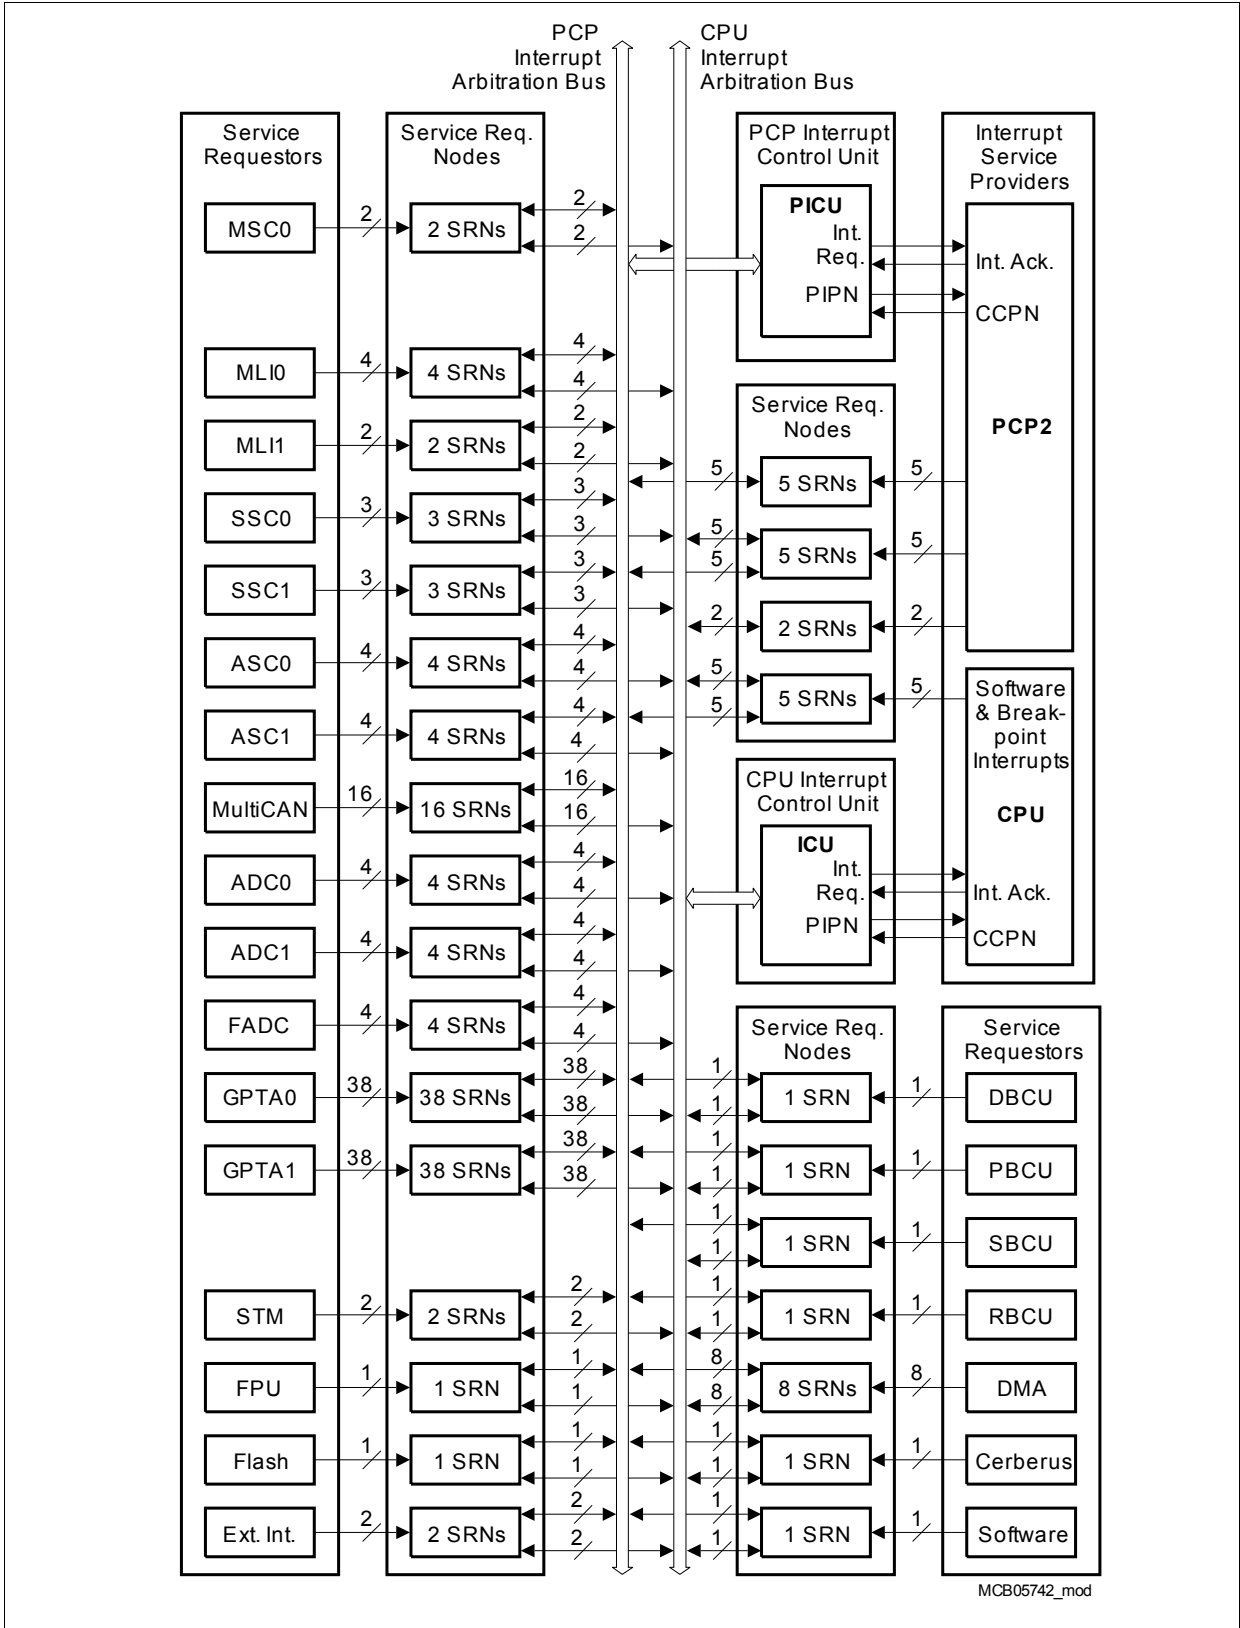 PCP
Interrupt
Arbitration Bus
CPU
Interrupt
Arbitration Bus
Service
Requestors
Service Req.
Nodes
MSC0
2
2 SRNs
2
2
MLI0
4
4 SRNs
4
4
MLI1
2
2 SRNs
2
2
SSC0
3
3 SRNs
3
3
SSC1
3
3 SRNs
3
3
ASC0
4
4 SRNs
4
4
ASC1
4
4 SRNs
4
4
MultiCAN
16
16 SRNs
16
16
ADC0
4
4 SRNs
4
4
ADC1
4
4 SRNs
4
4
FADC
4
4 SRNs
4
4
GPTA0
38
38 SRNs
38
38
GPTA1
38
38 SRNs
38
38
STM
2
2 SRNs
2
2
FPU
1
1 SRN
1
1
Flash
1
1 SRN
1
1
Ext. Int.
2
2 SRNs
2
2
PCP Interrupt
Control Unit
PICU
Int.
Req.
PIPN
Interrupt
Service
Providers
Int. Ack.
CCPN
PCP2
Service Req.
Nodes
5
5 SRNs
5
5
5
5 SRNs
5
2
2 SRNs
2
5
5
5 SRNs
5
Software
& Break-
point
Interrupts
CPU
CPU Interrupt
Control Unit
ICU
Int.
Req.
PIPN
Int. Ack.
CCPN
Service Req.
Nodes
Service
Requestors
1
1
1 SRN
1
DBCU
1
1
1 SRN
1
PBCU
1
1
1 SRN
1
SBCU
1
1
1 SRN
1
RBCU
8
8
8 SRNs
8
DMA
1
1
1 SRN
1
Cerberus
1
1
1 SRN
1
Software
MCB05742_mod